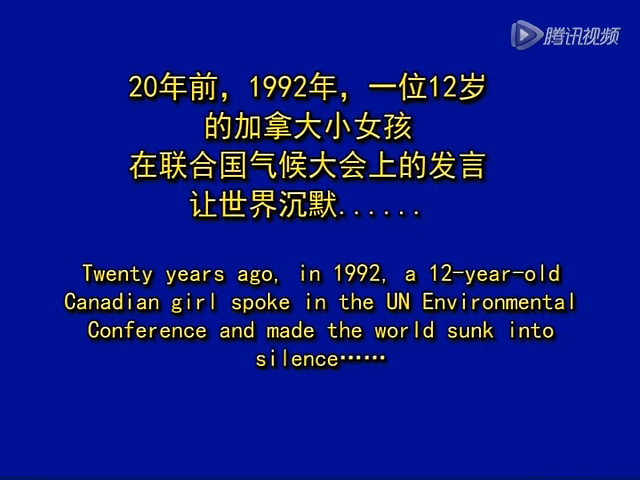 腾讯视频
20年前，1992年，一位12岁
的加拿大小女孩
在联合国气候大会上的发言
让世界沉默......
Twenty years ago, in 1992, a 12-year-old
Canadian girl spoke in the UN Environmental
Conference and made the world sunk into
silence……